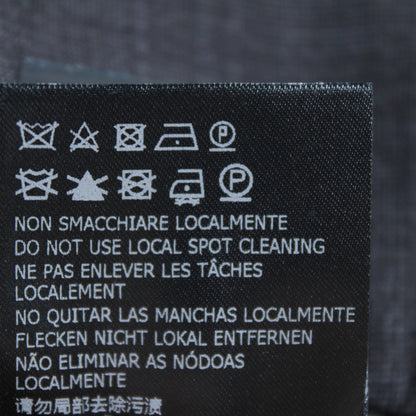 P
P
NON SMACCHIARE LOCALMENTE
DO NOT USE LOCAL SPOT CLEANING
NE PAS ENLEVER LES TÂCHES
LOCALEMENT
NO QUITAR LAS MANCHAS LOCALMENTE
FLECKEN NICHT LOKAL ENTFERNEN
NÃO ELIMINAR AS NÓDOAS
LOCALMENTE
请勿局部去除污渍